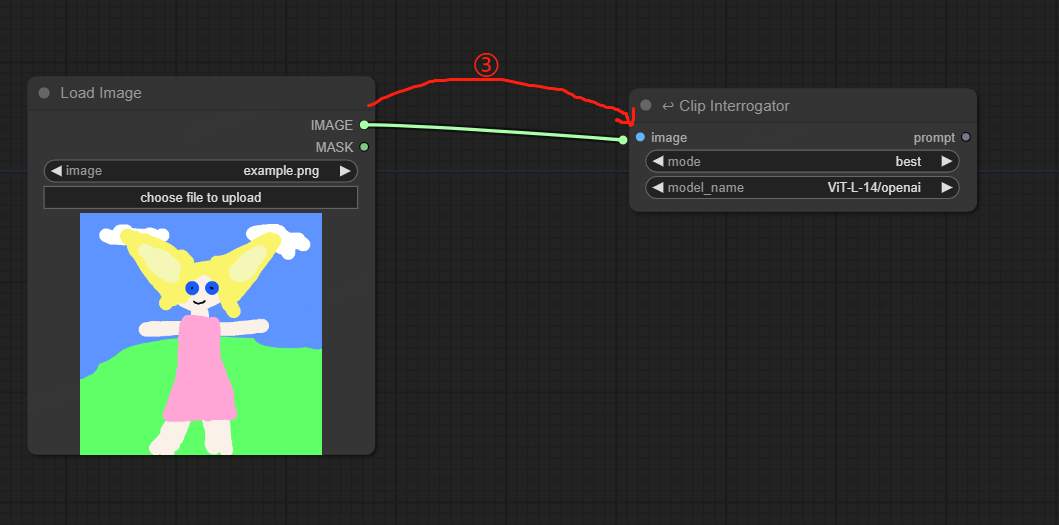 ③
Load Image
IMAGE
MASK
image example.png
choose file to upload
↩ Clip Interrogator
image prompt
mode best
model_name ViT-L-14/openai